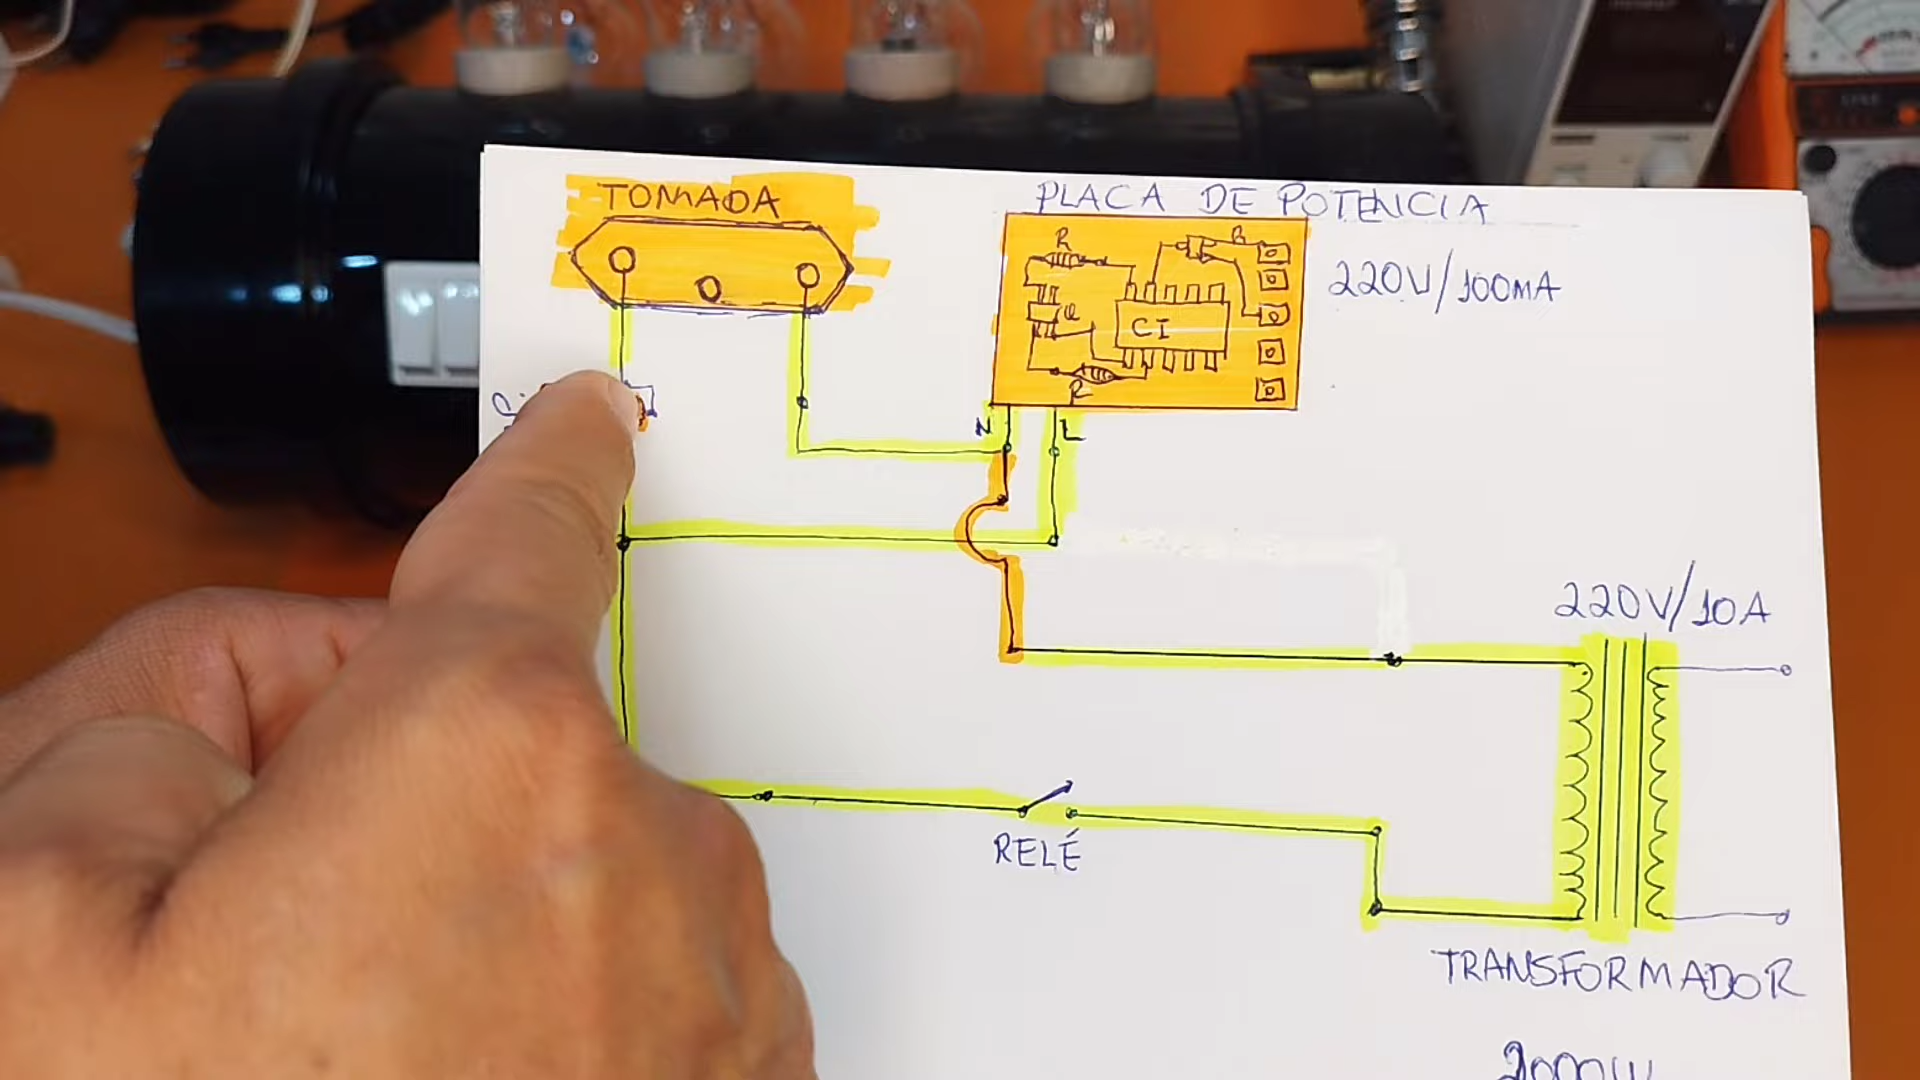 TOMADA
PLACA DE POTENCIA
220V/100mA
R
R
Q
CI
R
N
L
220V/10A
RELÉ
TRANSFORMADOR